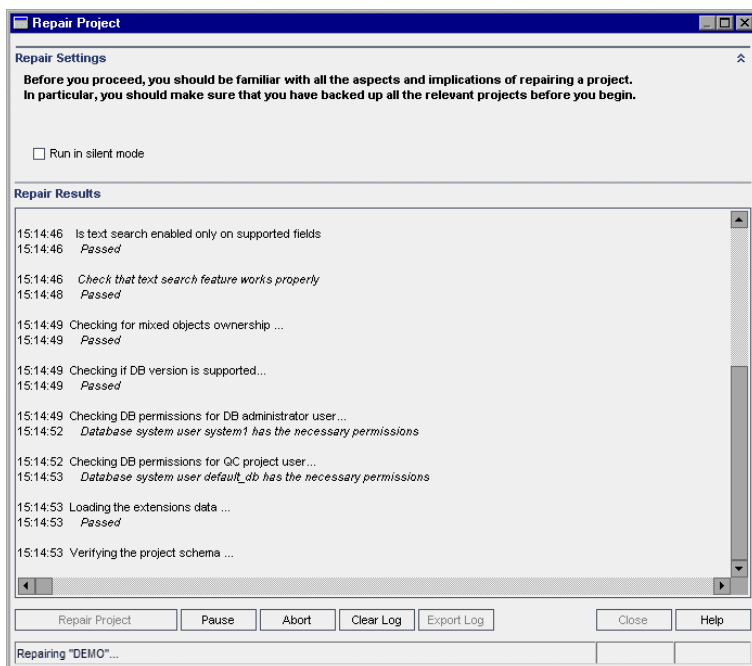 Repair Project
Repair Settings
Before you proceed, you should be familiar with all the aspects and implications of repairing a project.
In particular, you should make sure that you have backed up all the relevant projects before you begin.
Run in silent mode
Repair Results
15:14:46 Is text search enabled only on supported fields
15:14:46 Passed
15:14:46 Check that text search feature works properly
15:14:48 Passed
15:14:49 Checking for mixed objects ownership ...
15:14:49 Passed
15:14:49 Checking if DB version is supported...
15:14:49 Passed
15:14:49 Checking DB permissions for DB administrator user...
15:14:52 Database system user system1 has the necessary permissions
15:14:52 Checking DB permissions for QC project user...
15:14:53 Database system user default_db has the necessary permissions
15:14:53 Loading the extensions data ...
15:14:53 Passed
15:14:53 Verifying the project schema ...
Repair Project Pause Abort Clear Log Export Log Close Help
Repairing "DEMO"...